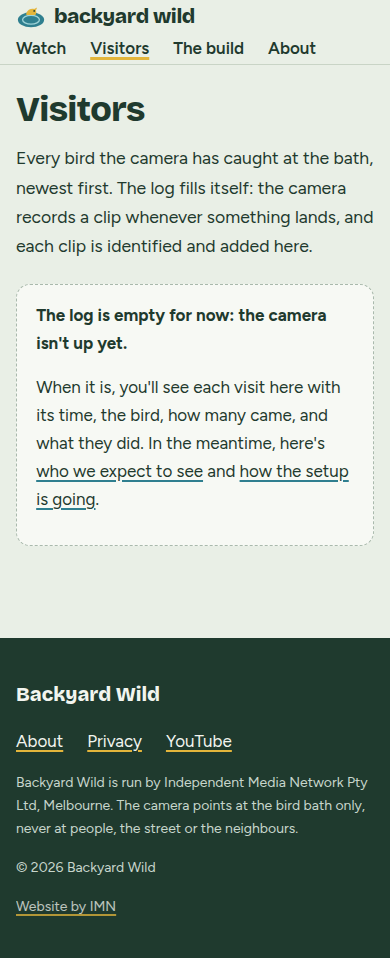 backyard wild
Watch Visitors The build About
Visitors
Every bird the camera has caught at the bath,
newest first. The log fills itself: the camera
records a clip whenever something lands, and
each clip is identified and added here.
The log is empty for now: the camera
isn't up yet.
When it is, you'll see each visit here with
its time, the bird, how many came, and
what they did. In the meantime, here's
who we expect to see and how the setup
is going.
Backyard Wild
About Privacy YouTube
Backyard Wild is run by Independent Media Network Pty
Ltd, Melbourne. The camera points at the bird bath only,
never at people, the street or the neighbours.
© 2026 Backyard Wild
Website by IMN